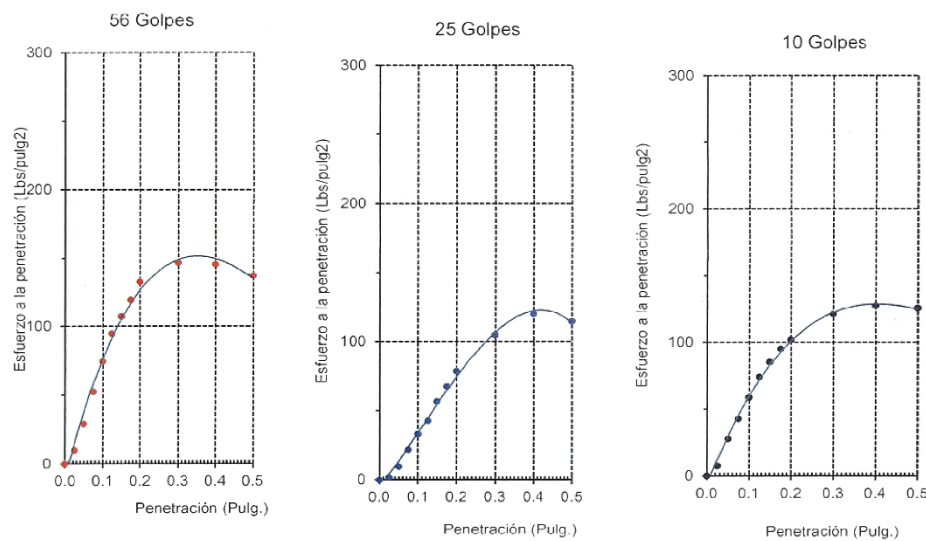 56 Golpes
300
200
100
0
0.0 0.1 0.2 0.3 0.4 0.5
Esfuerzo a la penetración (Lbs/pulg2)
Penetración (Pulg.)
25 Golpes
300
200
100
0
0.0 0.1 0.2 0.3 0.4 0.5
Esfuerzo a la penetración (Lbs/pulg2)
Penetración (Pulg.)
10 Golpes
300
200
100
0
0.0 0.1 0.2 0.3 0.4 0.5
Esfuerzo a la penetración (Lbs/pulg2)
Penetración (Pulg.)